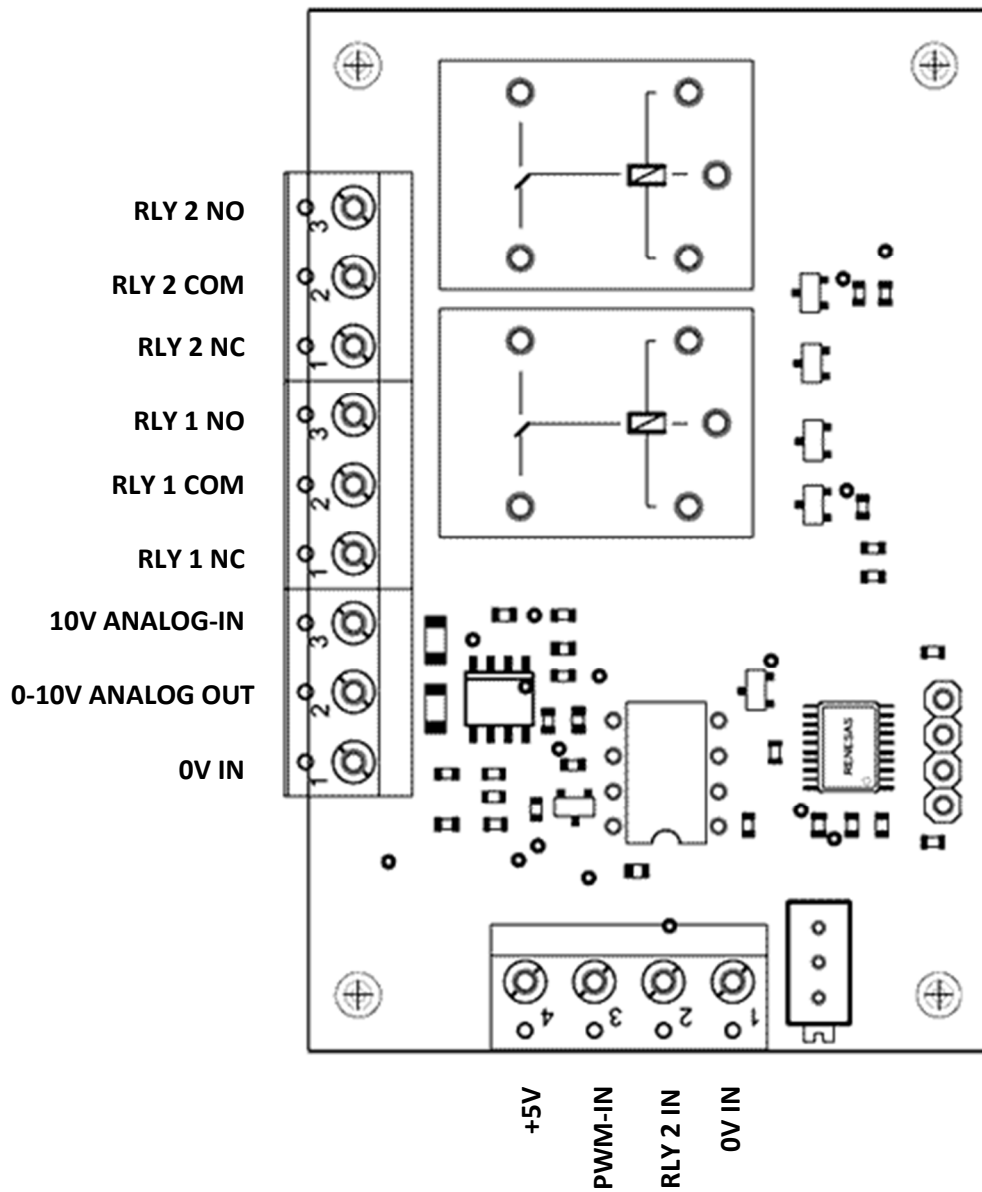 RLY 2 NO
3
RLY 2 COM
2
RLY 2 NC
1
RLY 1 NO
3
RLY 1 COM
2
RLY 1 NC
1
10V ANALOG-IN
3
0-10V ANALOG OUT
2
0V IN
1
RENESAS
4 3 2 1
+5V
PWM-IN
RLY 2 IN
0V IN